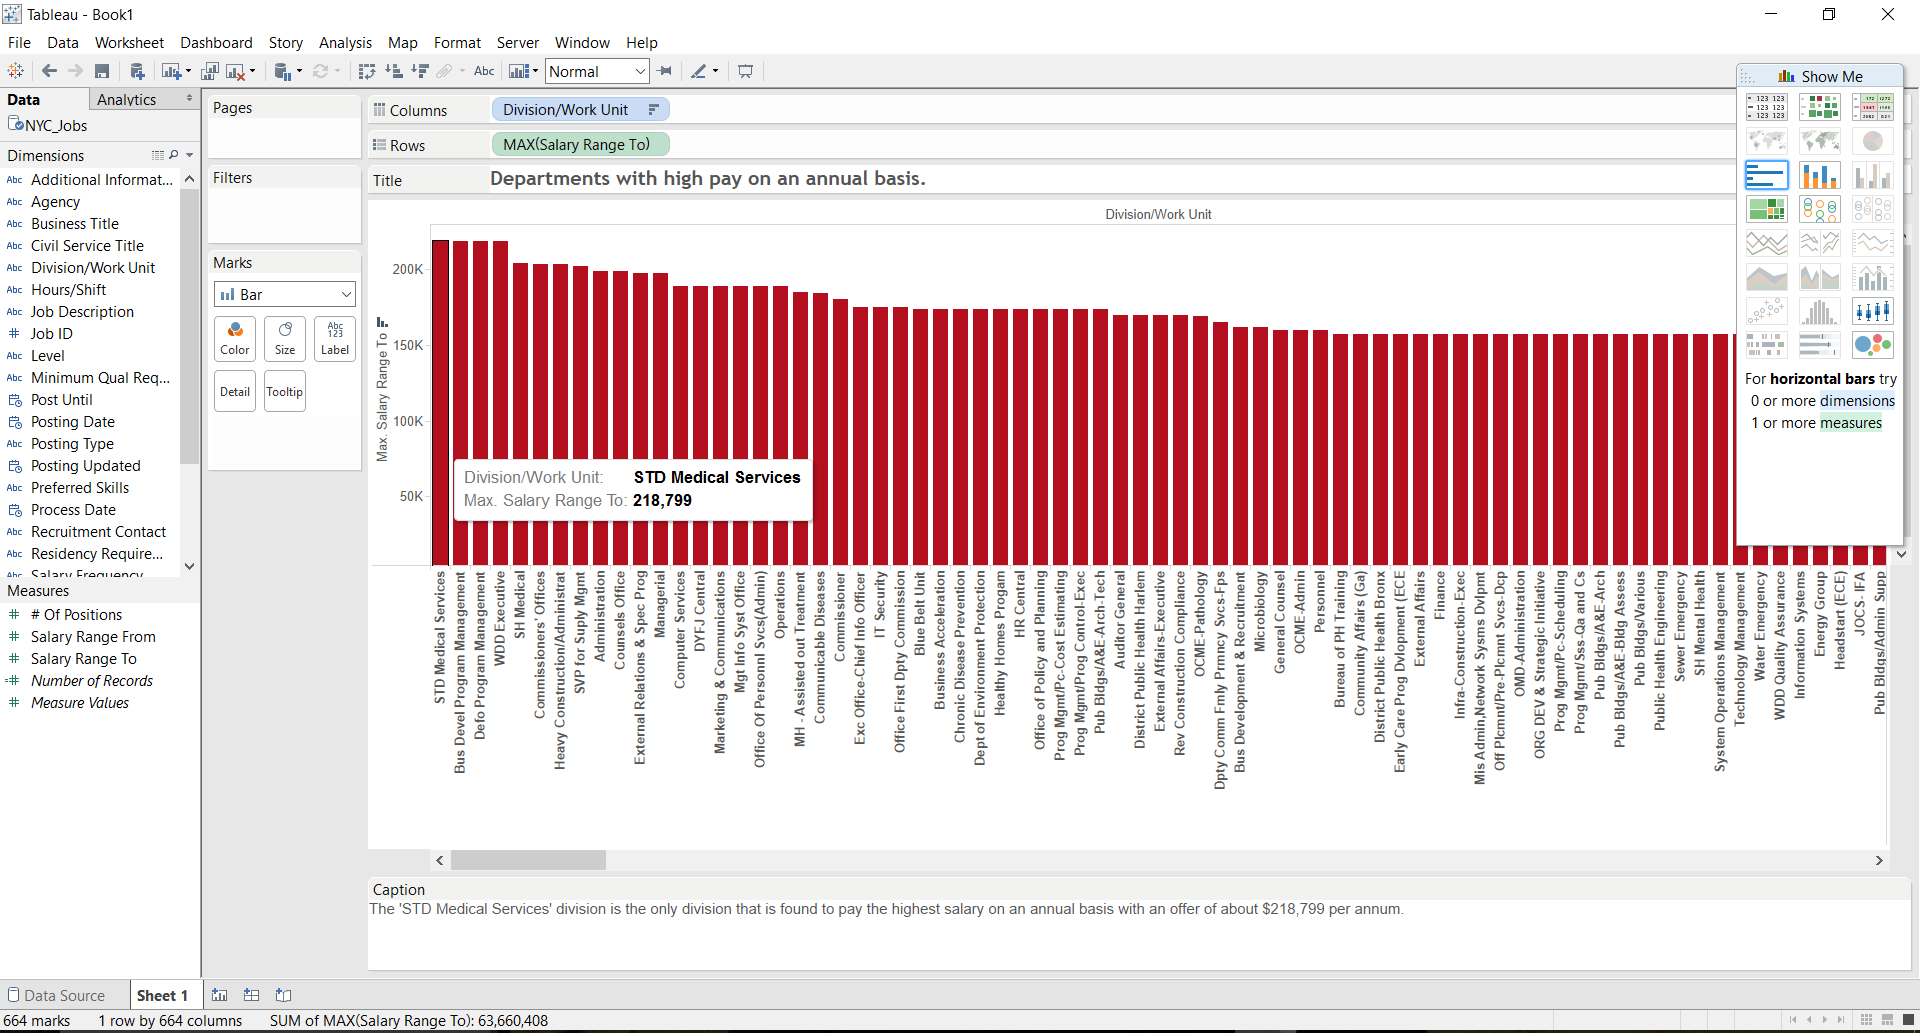 Tableau - Book1
File Data Worksheet Dashboard Story Analysis Map Format Server Window Help
Abc Normal
Show Me
Data Analytics
NYC_Jobs
Dimensions
Abc Additional Informat...
Abc Agency
Abc Business Title
Abc Civil Service Title
Abc Division/Work Unit
Abc Hours/Shift
Abc Job Description
# Job ID
Abc Level
Abc Minimum Qual Req...
Post Until
Posting Date
Abc Posting Type
Posting Updated
Abc Preferred Skills
Process Date
Abc Recruitment Contact
Abc Residency Require...
Abc Salary Frequency
Measures
# # Of Positions
# Salary Range From
# Salary Range To
=# Number of Records
# Measure Values
Pages
Filters
Marks
Bar
Color Size Abc 123 Label
Detail Tooltip
Columns Division/Work Unit
Rows MAX(Salary Range To)
Title Departments with high pay on an annual basis.
Division/Work Unit
Max. Salary Range To
200K
150K
100K
50K
Division/Work Unit: STD Medical Services
Max. Salary Range To: 218,799
STD Medical Services
Bus Devel Program Management
Defo Program Management
WDD Executive
SH Medical
Commissioners' Offices
Heavy Construction/Administrat
SVP for Suply Mgmt
Administration
Counsels Office
External Relations & Spec Prog
Managerial
Computer Services
DYFJ Central
Marketing & Communications
Mgt Info Syst Office
Office Of Personnl Svcs(Admin)
Operations
MH - Assisted out Treatment
Communicable Diseases
Commissioner
Exc Office-Chief Info Officer
IT Security
Office First Dpty Commission
Blue Belt Unit
Business Acceleration
Chronic Disease Prevention
Dept of Environment Protection
Healthy Homes Progam
HR Central
Office of Policy and Planning
Prog Mgmt/Pc-Cost Estimating
Prog Mgmt/Prog Control-Exec
Pub Bldgs/A&E-Arch-Tech
Auditor General
District Public Health Harlem
External Affairs-Executive
Rev Construction Compliance
OCME-Pathology
Dpty Comm Fmly Prmncy Svcs-Fps
Bus Development & Recruitment
Microbiology
General Counsel
OCME-Admin
Personnel
Bureau of PH Training
Community Affairs (Ga)
District Public Health Bronx
Early Care Prog Dvlopment (ECE
External Affairs
Finance
Infra-Construction-Exec
Mis Admin,Network Sysms Dvlpmt
Off Plcmnt/Pre-Plcmnt Svcs-Dcp
OMD-Administration
ORG DEV & Strategic Initiative
Prog Mgmt/Pc-Scheduling
Prog Mgmt/Sss-Qa and Cs
Pub Bldgs/A&E-Arch
Pub Bldgs/A&E-Bldg Assess
Pub Bldgs/Various
Public Health Engineering
Sewer Emergency
SH Mental Health
System Operations Management
Technology Management
Water Emergency
WDD Quality Assurance
Information Systems
Energy Group
Headstart (ECE)
JOCS- IFA
Pub Bldgs/Admin Supp
For horizontal bars try
0 or more dimensions
1 or more measures
Caption
The 'STD Medical Services' division is the only division that is found to pay the highest salary on an annual basis with an offer of about $218,799 per annum.
Data Source Sheet 1
664 marks 1 row by 664 columns SUM of MAX(Salary Range To): 63,660,408